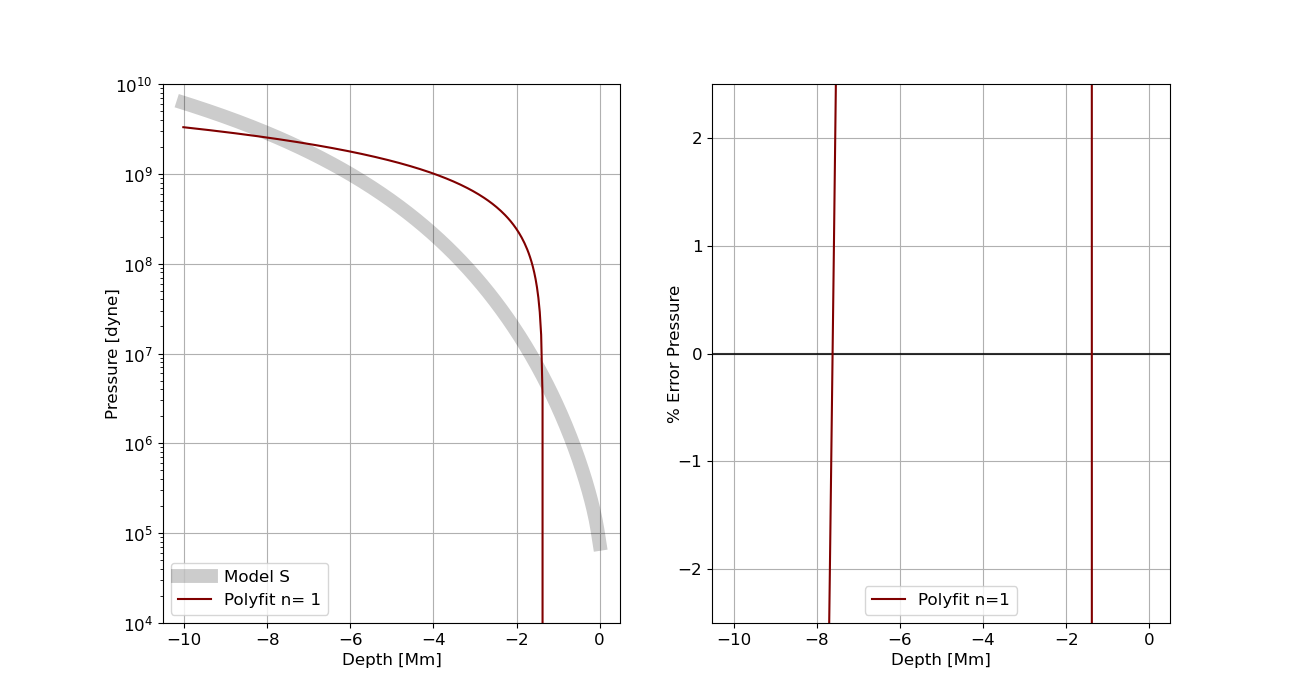 10^10
10^9
10^8
10^7
10^6
10^5
10^4
Pressure [dyne]
Model S
Polyfit n= 1
−10 −8 −6 −4 −2 0
Depth [Mm]
2
1
0
−1
−2
% Error Pressure
Polyfit n=1
−10 −8 −6 −4 −2 0
Depth [Mm]